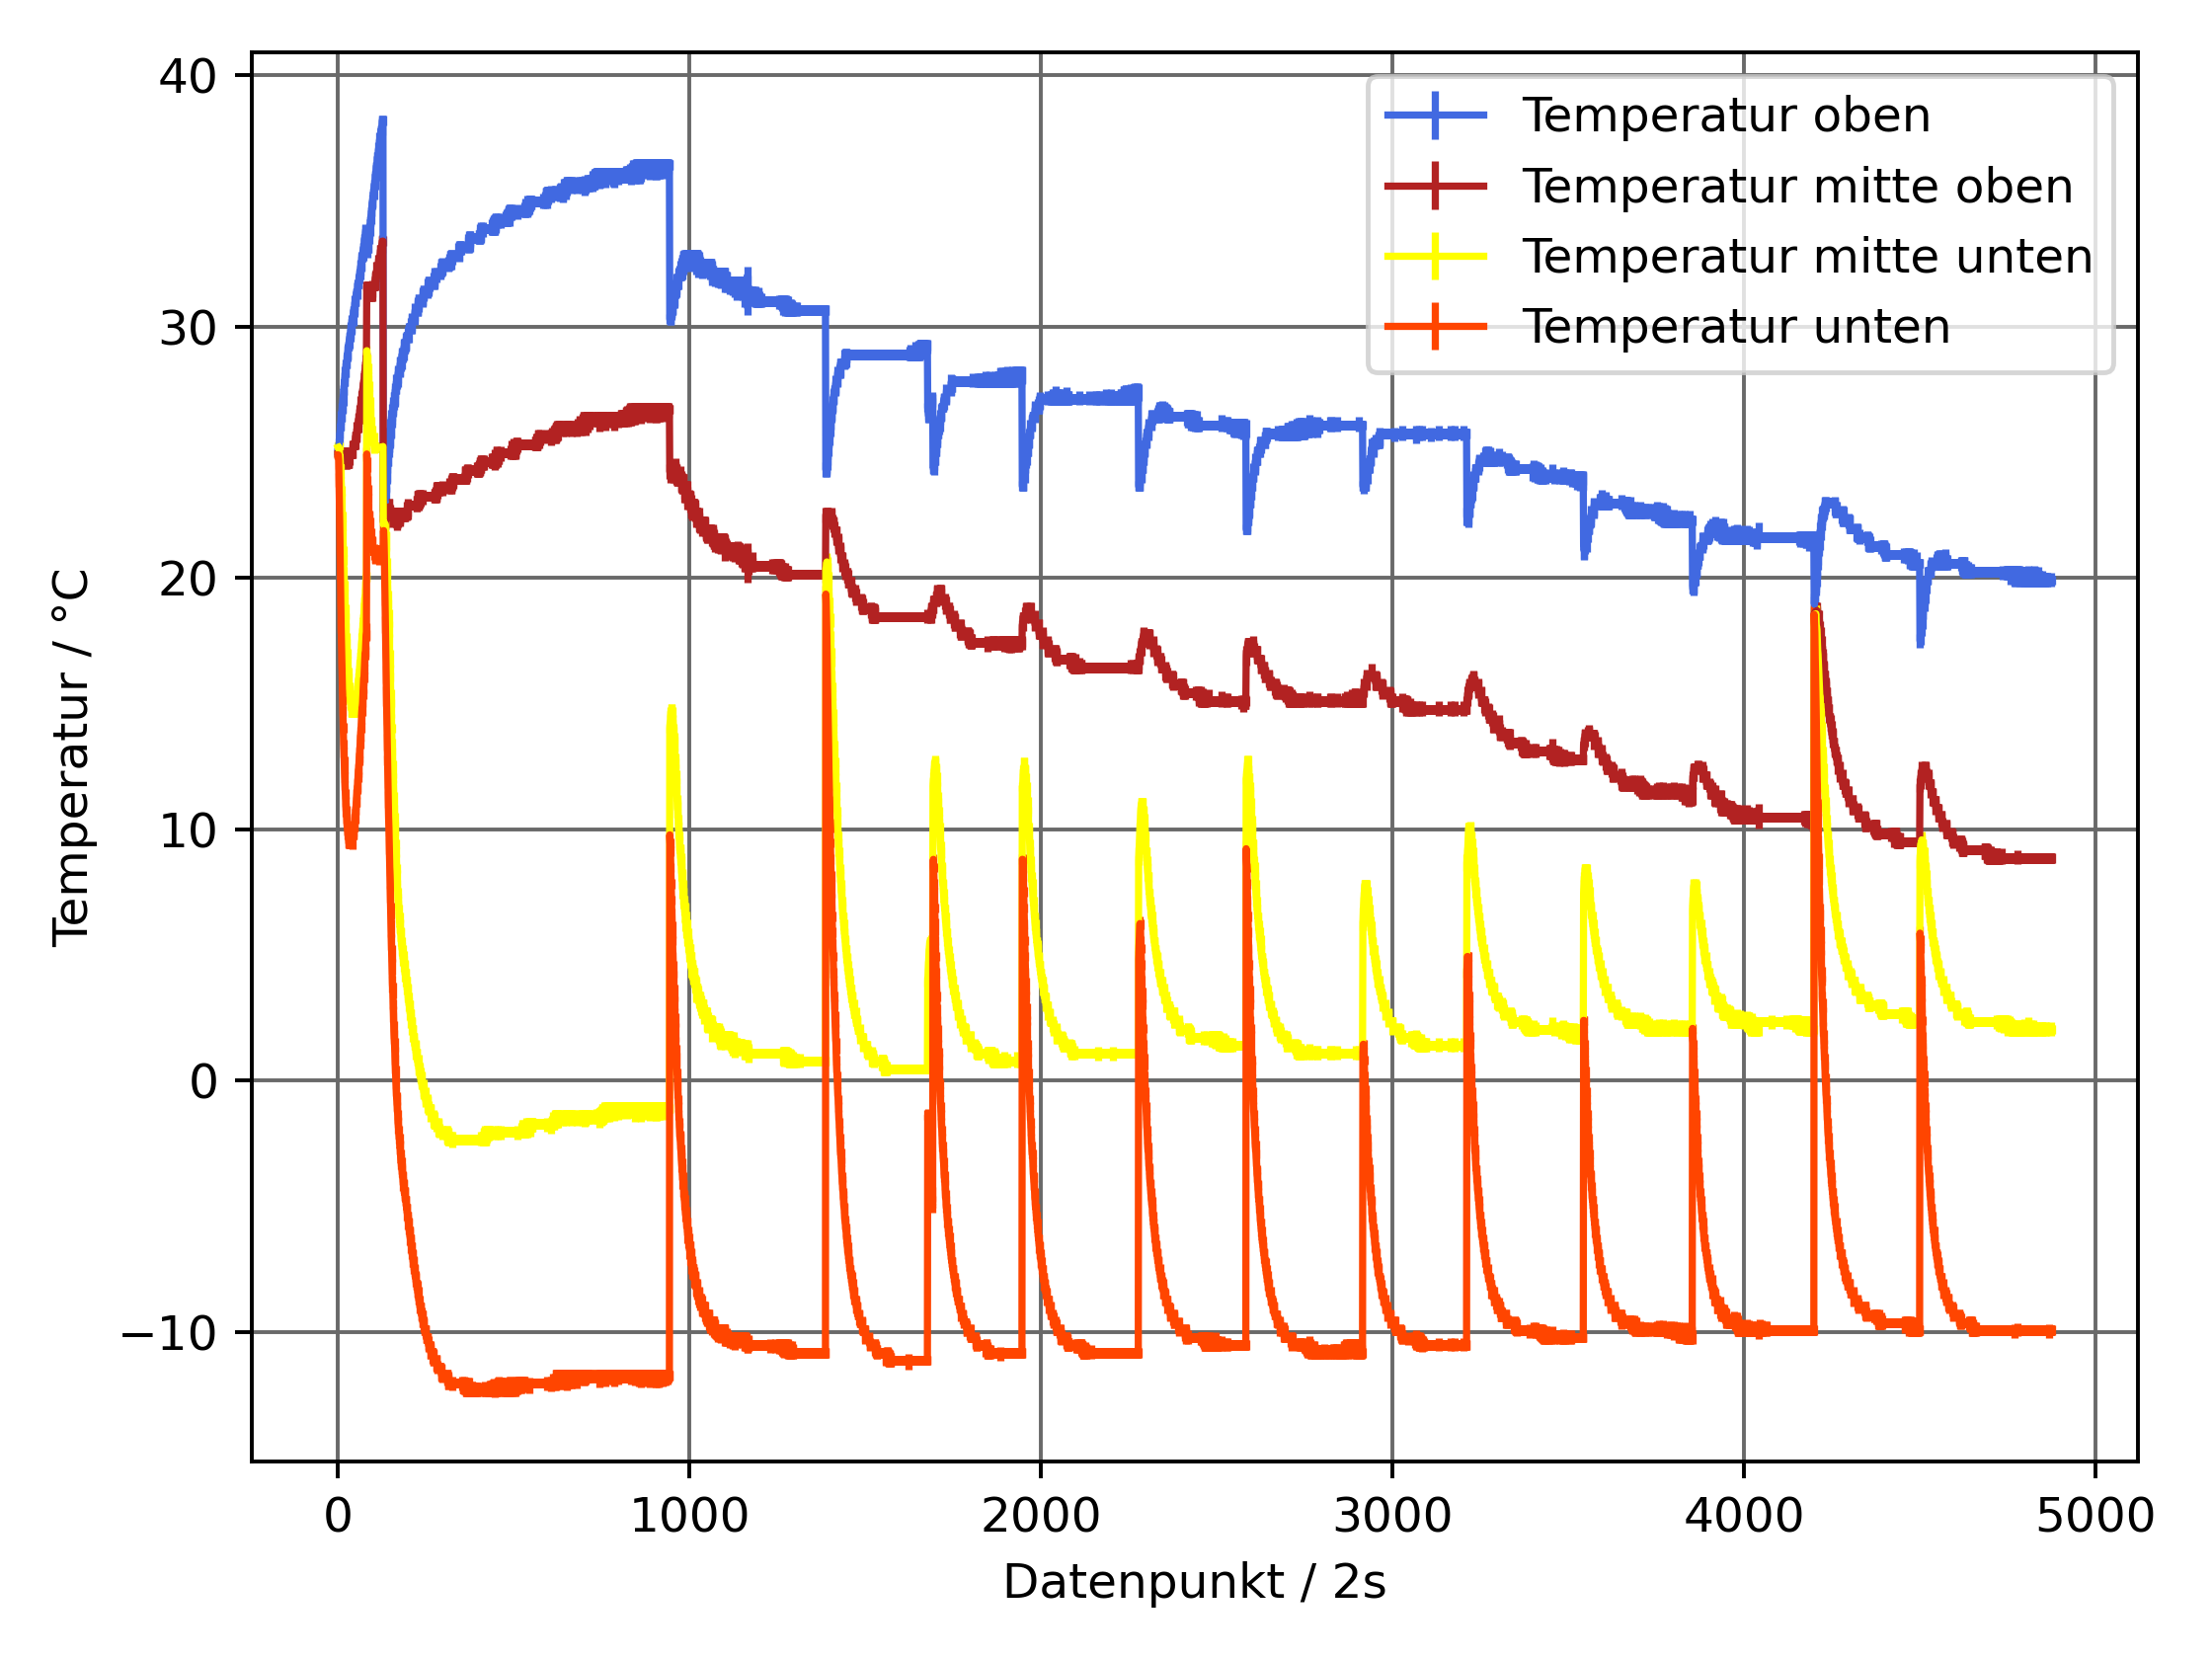 Temperatur / °C
40
30
20
10
0
−10
Temperatur oben
Temperatur mitte oben
Temperatur mitte unten
Temperatur unten
0 1000 2000 3000 4000 5000
Datenpunkt / 2s